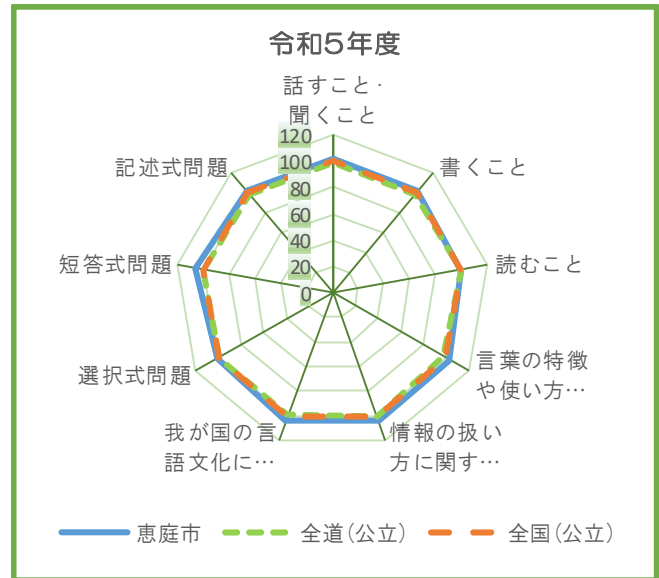 令和5年度
話すこと・
聞くこと
120
100
80
60
40
20
0
書くこと
読むこと
言葉の特徴
や使い方…
情報の扱い
方に関す…
我が国の言
語文化に…
選択式問題
短答式問題
記述式問題
恵庭市
全道(公立)
全国(公立)